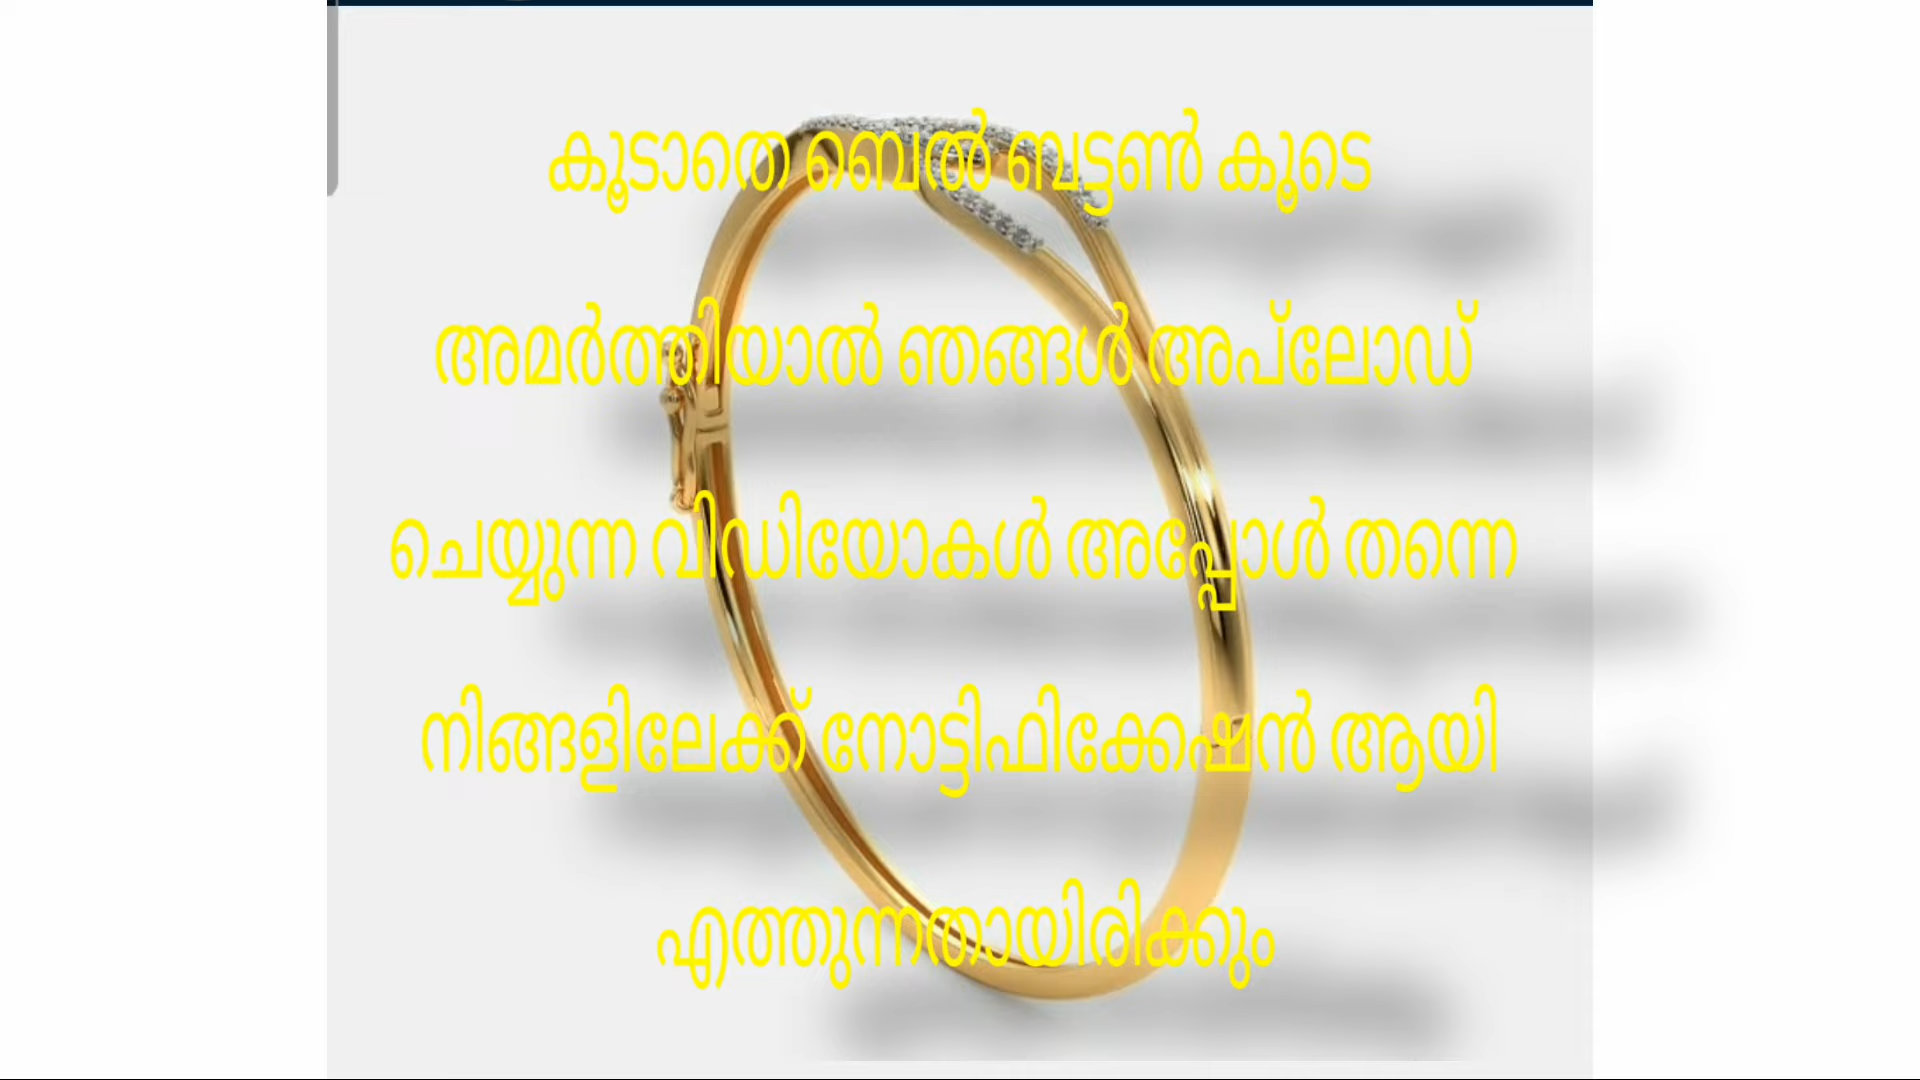 കൂടാതെ ബെൽ ബട്ടൺ കൂടെ
അമർത്തിയാൽ ഞങ്ങൾ അപ്ലോഡ്
ചെയ്യുന്ന വിഡിയോകൾ അപ്പോൾ തന്നെ
നിങ്ങളിലേക്ക് നോട്ടിഫിക്കേഷൻ ആയി
എത്തുന്നതായിരിക്കും